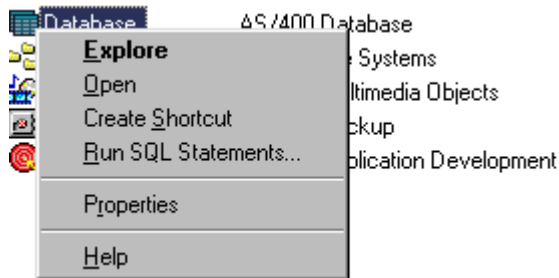 Database AS/400 Database
Explore
Systems
Open
ltimedia Objects
Create Shortcut
ckup
Run SQL Statements...
plication Development
Properties
Help